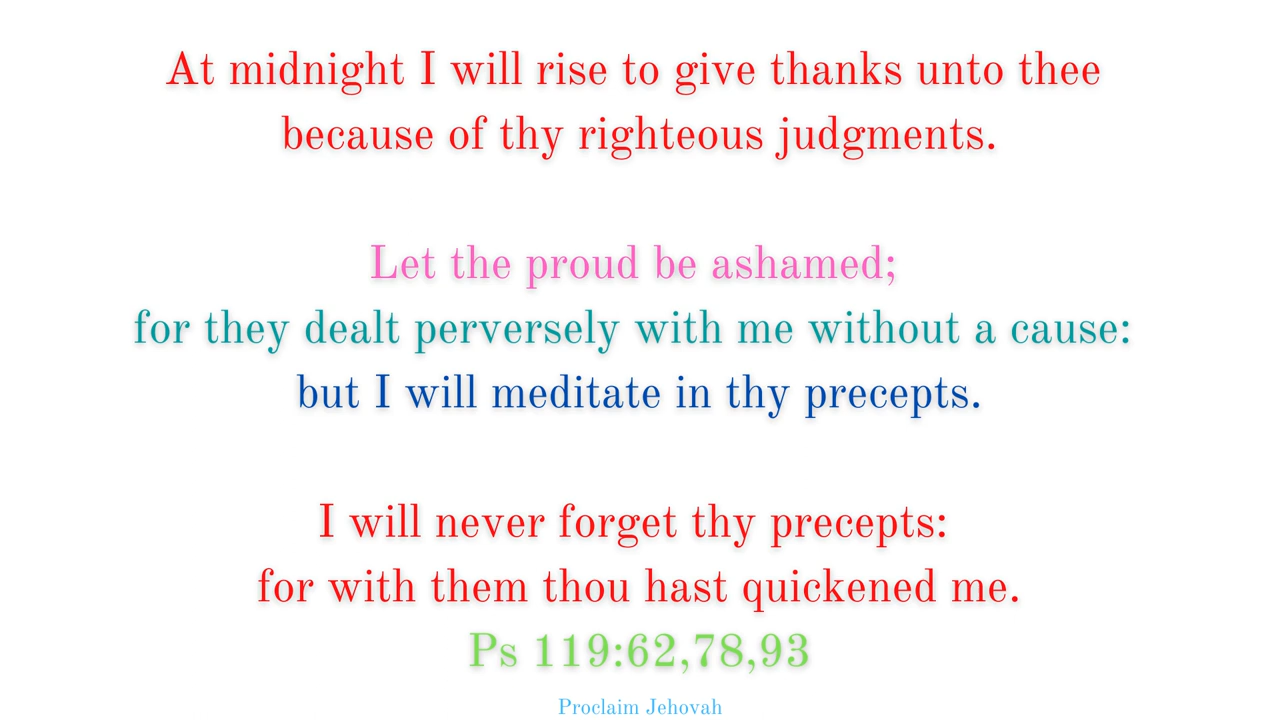 At midnight I will rise to give thanks unto thee
because of thy righteous judgments.
Let the proud be ashamed;
for they dealt perversely with me without a cause:
but I will meditate in thy precepts.
I will never forget thy precepts:
for with them thou hast quickened me.
Ps 119:62,78,93
Proclaim Jehovah